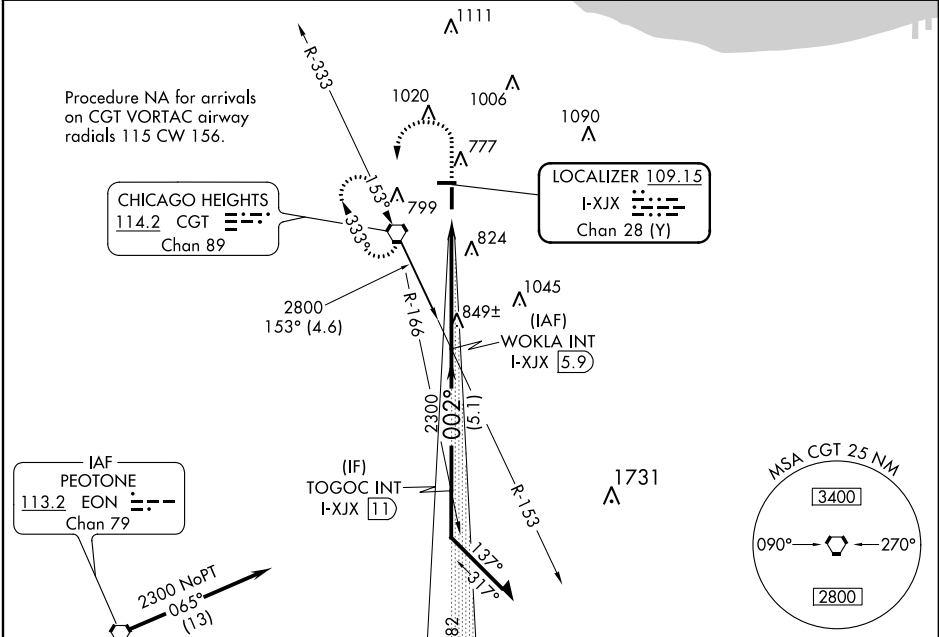 1111
R-333
Procedure NA for arrivals
on CGT VORTAC airway
radials 115 CW 156.
1020
1006
1090
777
LOCALIZER 109.15
I-XJX
Chan 28 (Y)
CHICAGO HEIGHTS
114.2 CGT
Chan 89
153°
333°
799
824
2800
153° (4.6)
R-166
1045
849±
(IAF)
WOKLA INT
I-XJX 5.9
2300
002°
(5.1)
(IF)
TOGOC INT
I-XJX 11
R-153
1731
IAF
PEOTONE
113.2 EON
Chan 79
2300 NoPT
065°
(13)
137°
317°
82
MSA CGT 25 NM
3400
090°
270°
2800